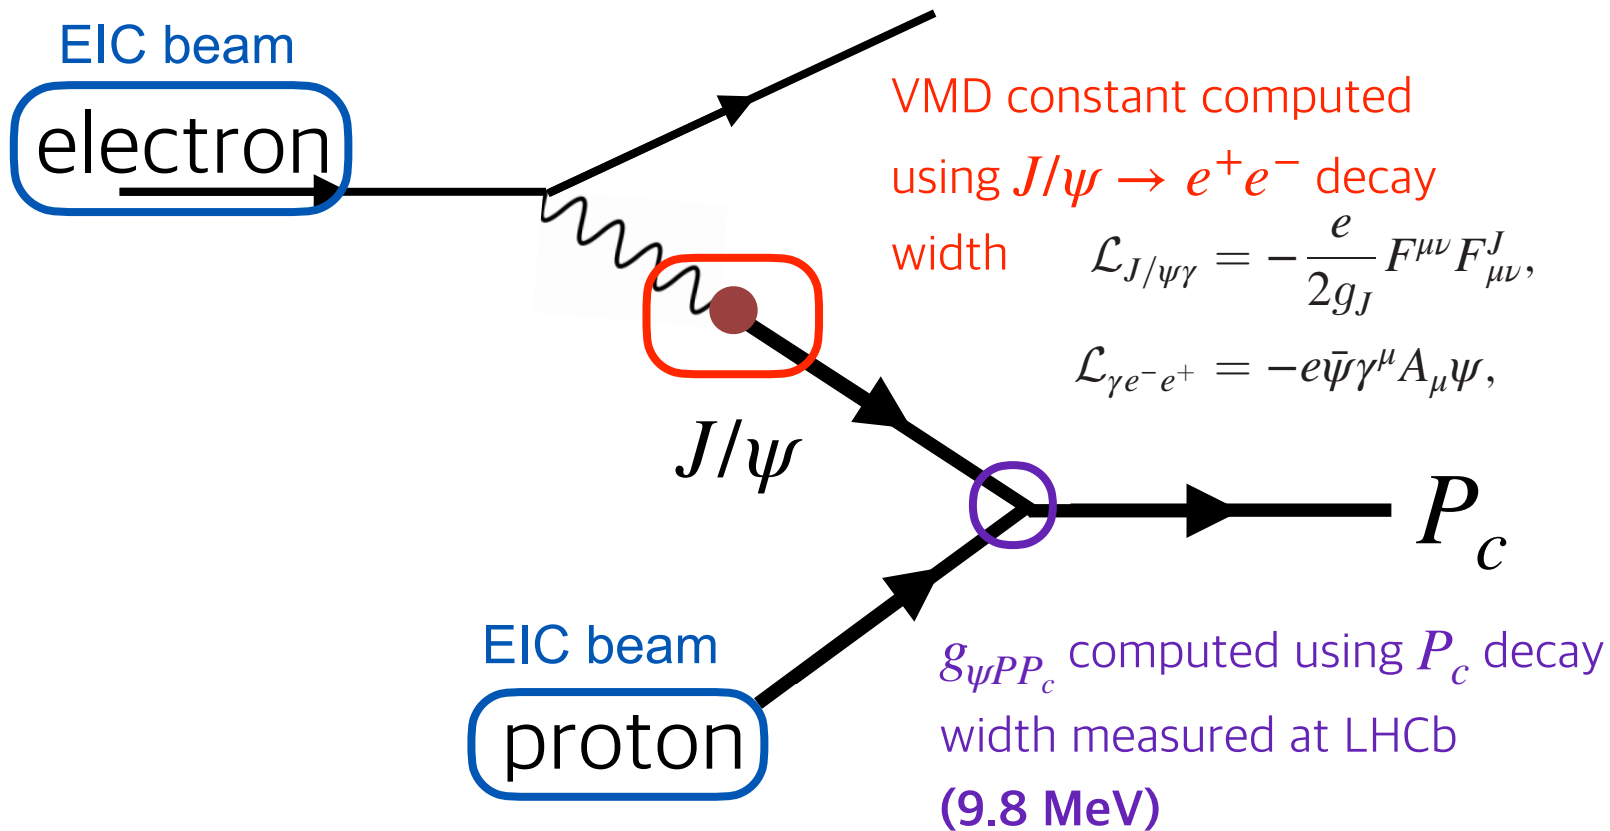 EIC beam
electron
VMD constant computed
using J/ψ → e⁺e⁻ decay
width
ℒ_{J/ψγ} = −\frac{e}{2g_J} F^{μν} F^J_{μν},
ℒ_{γe⁻e⁺} = −eψ̄γ^μ A_μ ψ,
J/ψ
P_c
EIC beam
proton
g_{ψPP_c} computed using P_c decay
width measured at LHCb
(9.8 MeV)